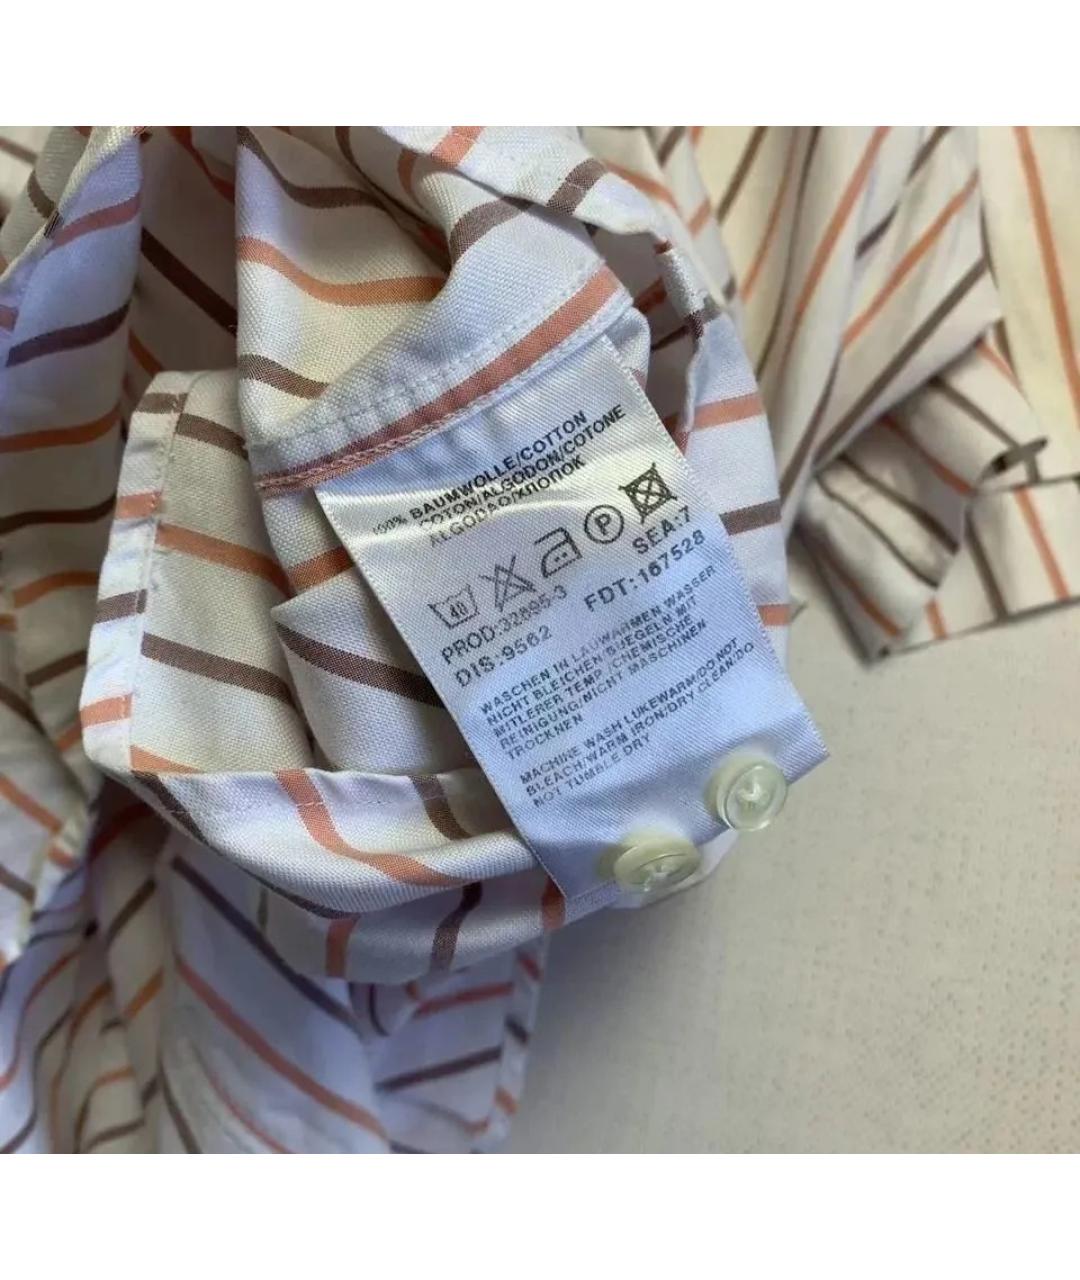 100% BAUMWOLLE/COTTON
COTON/ALGODON/COTONE
ALGODAO/ХЛОПОК
40 P
SEA:7
PROD:32895-3 FDT:167528
DIS:9562
WASCHEN IN LAUWARMEN WASSER
NICHT BLEICHEN/BUEGELN MIT
MITLERER TEMP./CHEMISCHE
REINIGUNG/NICHT MASCHINEN
TROCKNEN
MACHINE WASH LUKEWARM/DO NOT
BLEACH/WARM IRON/DRY CLEAN/DO
NOT TUMBLE DRY